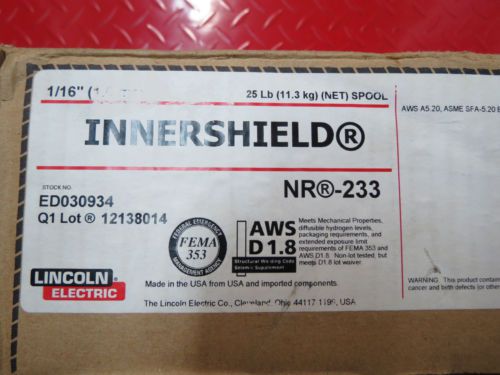 1/16" (1.6 mm) 25 Lb (11.3 kg) (NET) SPOOL
INNERSHIELD®
NR®-233
STOCK NO.
ED030934
Q1 Lot ® 12138014
FEDERAL EMERGENCY
FEMA
353
MANAGEMENT AGENCY
AWS
D1.8
Structural Welding Code
Seismic Supplement
Meets Mechanical Properties,
diffusible hydrogen levels,
packaging requirements, and
extended exposure limit
requirements of FEMA 353 and
AWS D1.8. Non-lot tested, but
meets D1.8 lot waiver
LINCOLN
ELECTRIC
Made in the USA from USA and imported components.
The Lincoln Electric Co., Cleveland, Ohio 44117-1199, USA
AWS A5.20, ASME SFA-5.20
WARNING: This product contain
cancer and birth defects (or othe